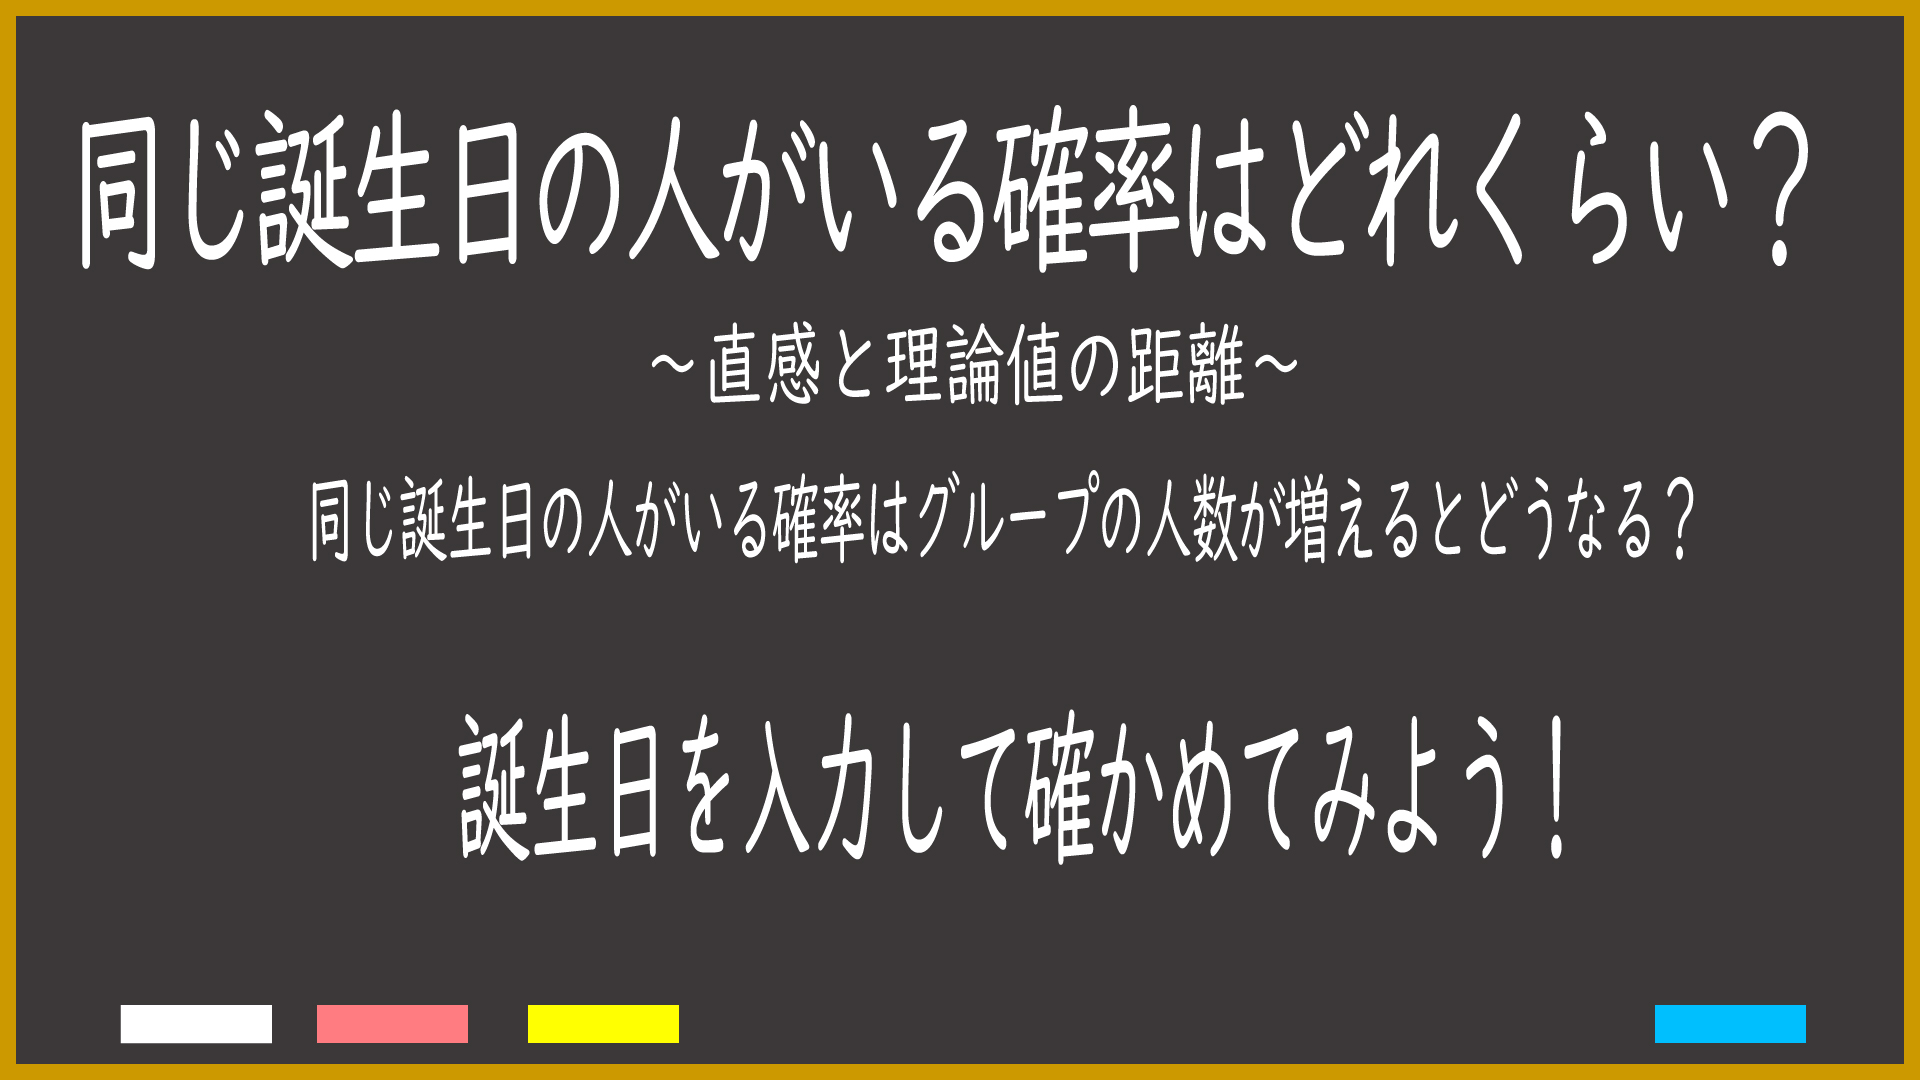 同じ誕生日の人がいる確率はどれくらい？
～直感と理論値の距離～
同じ誕生日の人がいる確率はグループの人数が増えるとどうなる？
誕生日を入力して確かめてみよう！